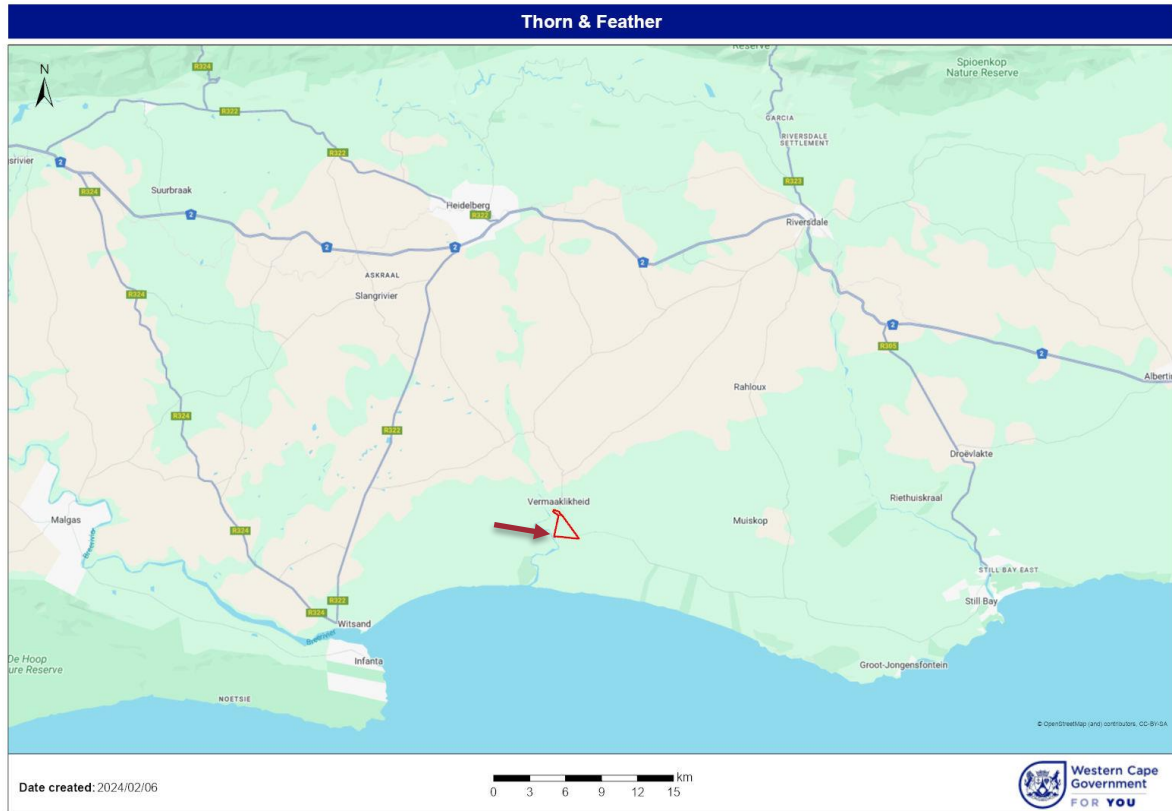 Thorn & Feather
N
R324
Reserve
Spioenkop
Nature Reserve
R322
GARCIA
RIVERSDALE
SETTLEMENT
2
R324
Suurbraak
R322
R323
2
Heidelberg
R322
Riversdale
2
2
2
ASKRAAL
Slangrivier
R324
2
R305
2
Albertin
Rahloux
R324
R322
Droëvlakte
Vermaaklikheid
Riethuiskraal
Malgas
Muiskop
R324
STILL BAY EAST
R322
R324
Witsand
Still Bay
Infanta
De Hoop
ure Reserve
Groot-Jongensfontein
NOETSIE
© OpenStreetMap (and) contributors, CC-BY-SA
Date created: 2024/02/06
km
0 3 6 9 12 15
Western Cape
Government
FOR YOU